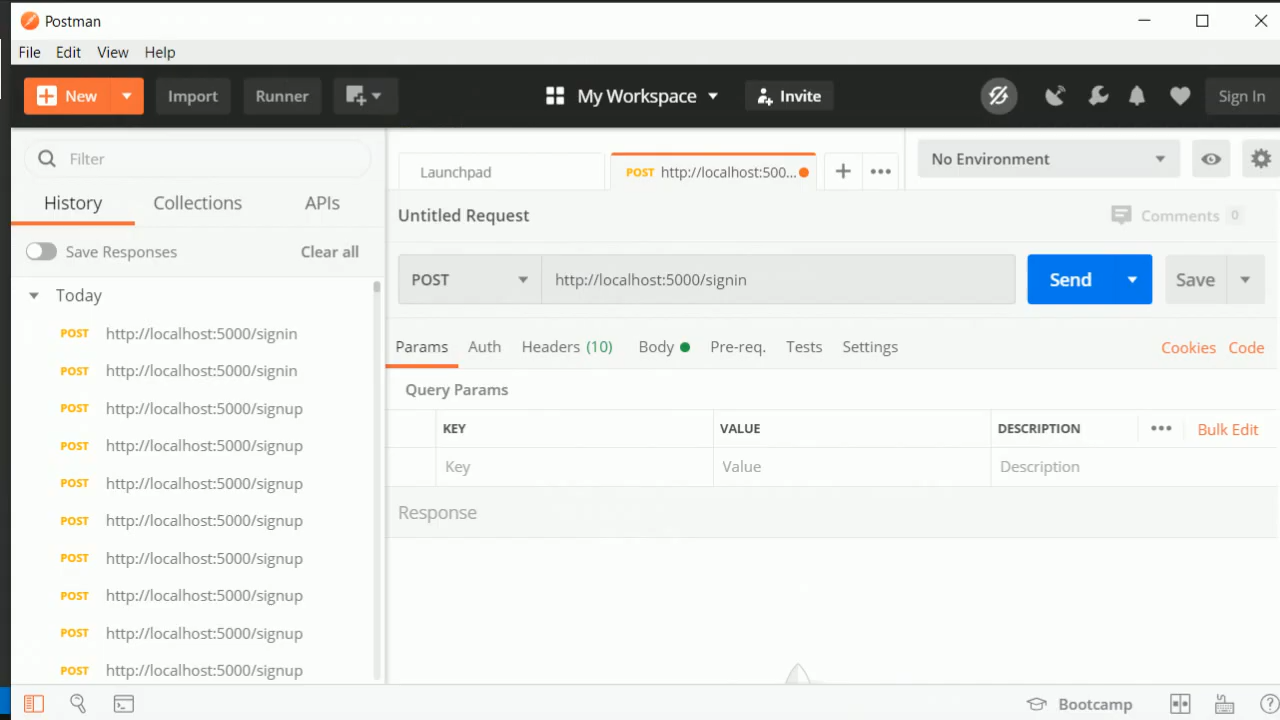 Postman
File Edit View Help
New Import Runner My Workspace Invite Sign In
Filter
History Collections APIs
Save Responses Clear all
Today
POST http://localhost:5000/signin
POST http://localhost:5000/signin
POST http://localhost:5000/signup
POST http://localhost:5000/signup
POST http://localhost:5000/signup
POST http://localhost:5000/signup
POST http://localhost:5000/signup
POST http://localhost:5000/signup
POST http://localhost:5000/signup
POST http://localhost:5000/signup
Launchpad POST http://localhost:500... + ••• No Environment
Untitled Request Comments 0
POST http://localhost:5000/signin Send Save
Params Auth Headers (10) Body Pre-req. Tests Settings Cookies Code
Query Params
KEY VALUE DESCRIPTION ••• Bulk Edit
Key Value Description
Response
Bootcamp ?